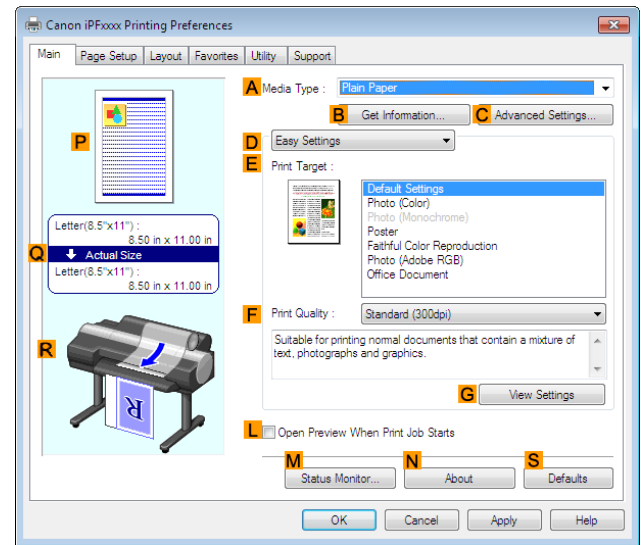 Canon iPFxxxx Printing Preferences
Main Page Setup Layout Favorites Utility Support
A Media Type : Plain Paper
B Get Information... C Advanced Settings...
D Easy Settings
E Print Target :
Default Settings
Photo (Color)
Photo (Monochrome)
Poster
Faithful Color Reproduction
Photo (Adobe RGB)
Office Document
F Print Quality : Standard (300dpi)
Suitable for printing normal documents that contain a mixture of
text, photographs and graphics.
G View Settings
P
Letter(8.5"x11") :
8.50 in x 11.00 in
Q Actual Size
Letter(8.5"x11") :
8.50 in x 11.00 in
R
R
L Open Preview When Print Job Starts
M Status Monitor... N About S Defaults
OK Cancel Apply Help